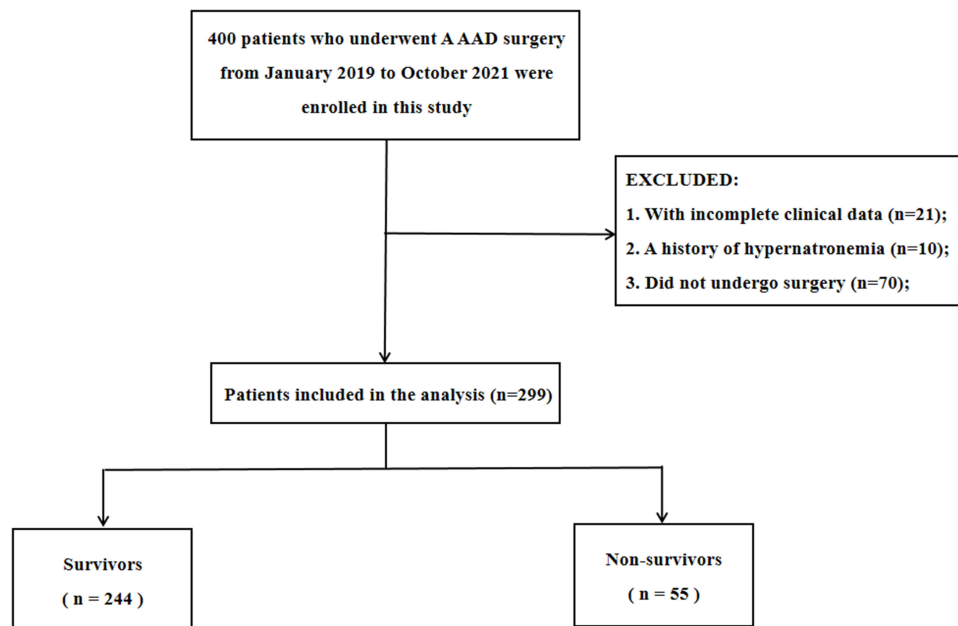 400 patients who underwent A AAD surgery
from January 2019 to October 2021 were
enrolled in this study
EXCLUDED:
1. With incomplete clinical data (n=21);
2. A history of hypernatronemia (n=10);
3. Did not undergo surgery (n=70);
Patients included in the analysis (n=299)
Survivors
( n = 244 )
Non-survivors
( n = 55 )